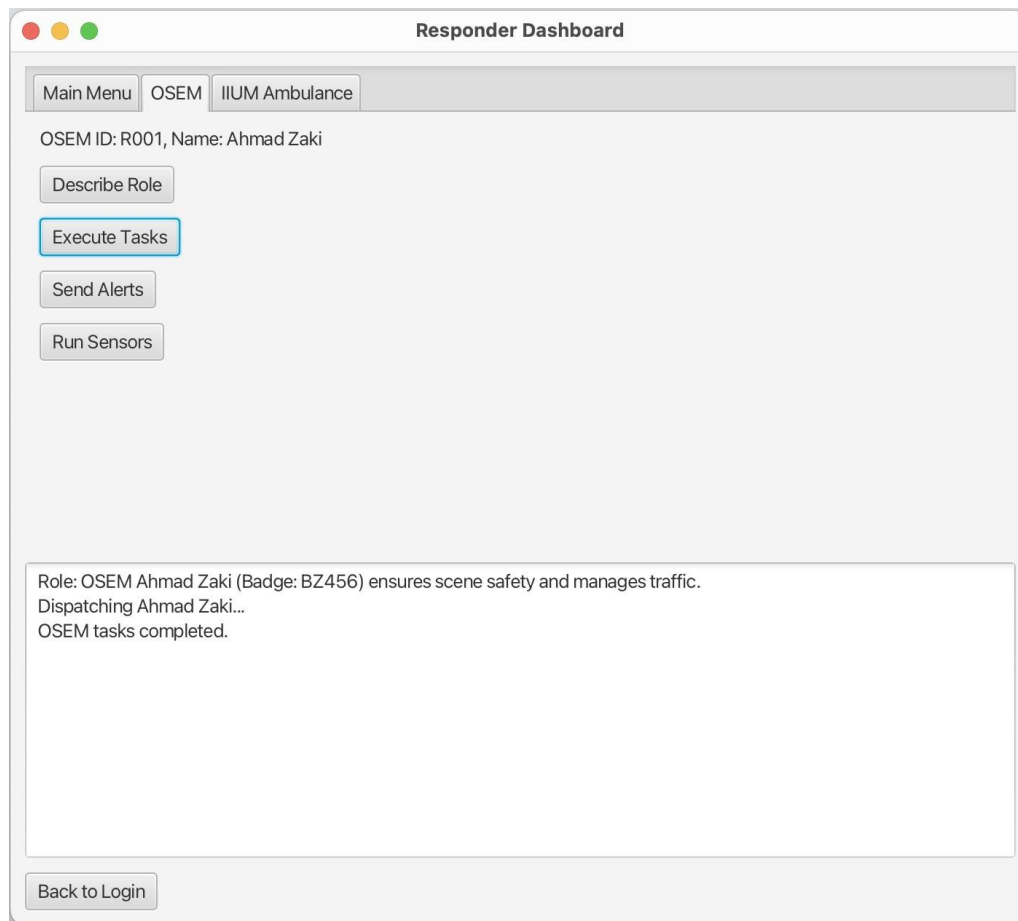 Responder Dashboard
Main Menu OSEM IIUM Ambulance
OSEM ID: R001, Name: Ahmad Zaki
Describe Role
Execute Tasks
Send Alerts
Run Sensors
Role: OSEM Ahmad Zaki (Badge: BZ456) ensures scene safety and manages traffic.
Dispatching Ahmad Zaki...
OSEM tasks completed.
Back to Login